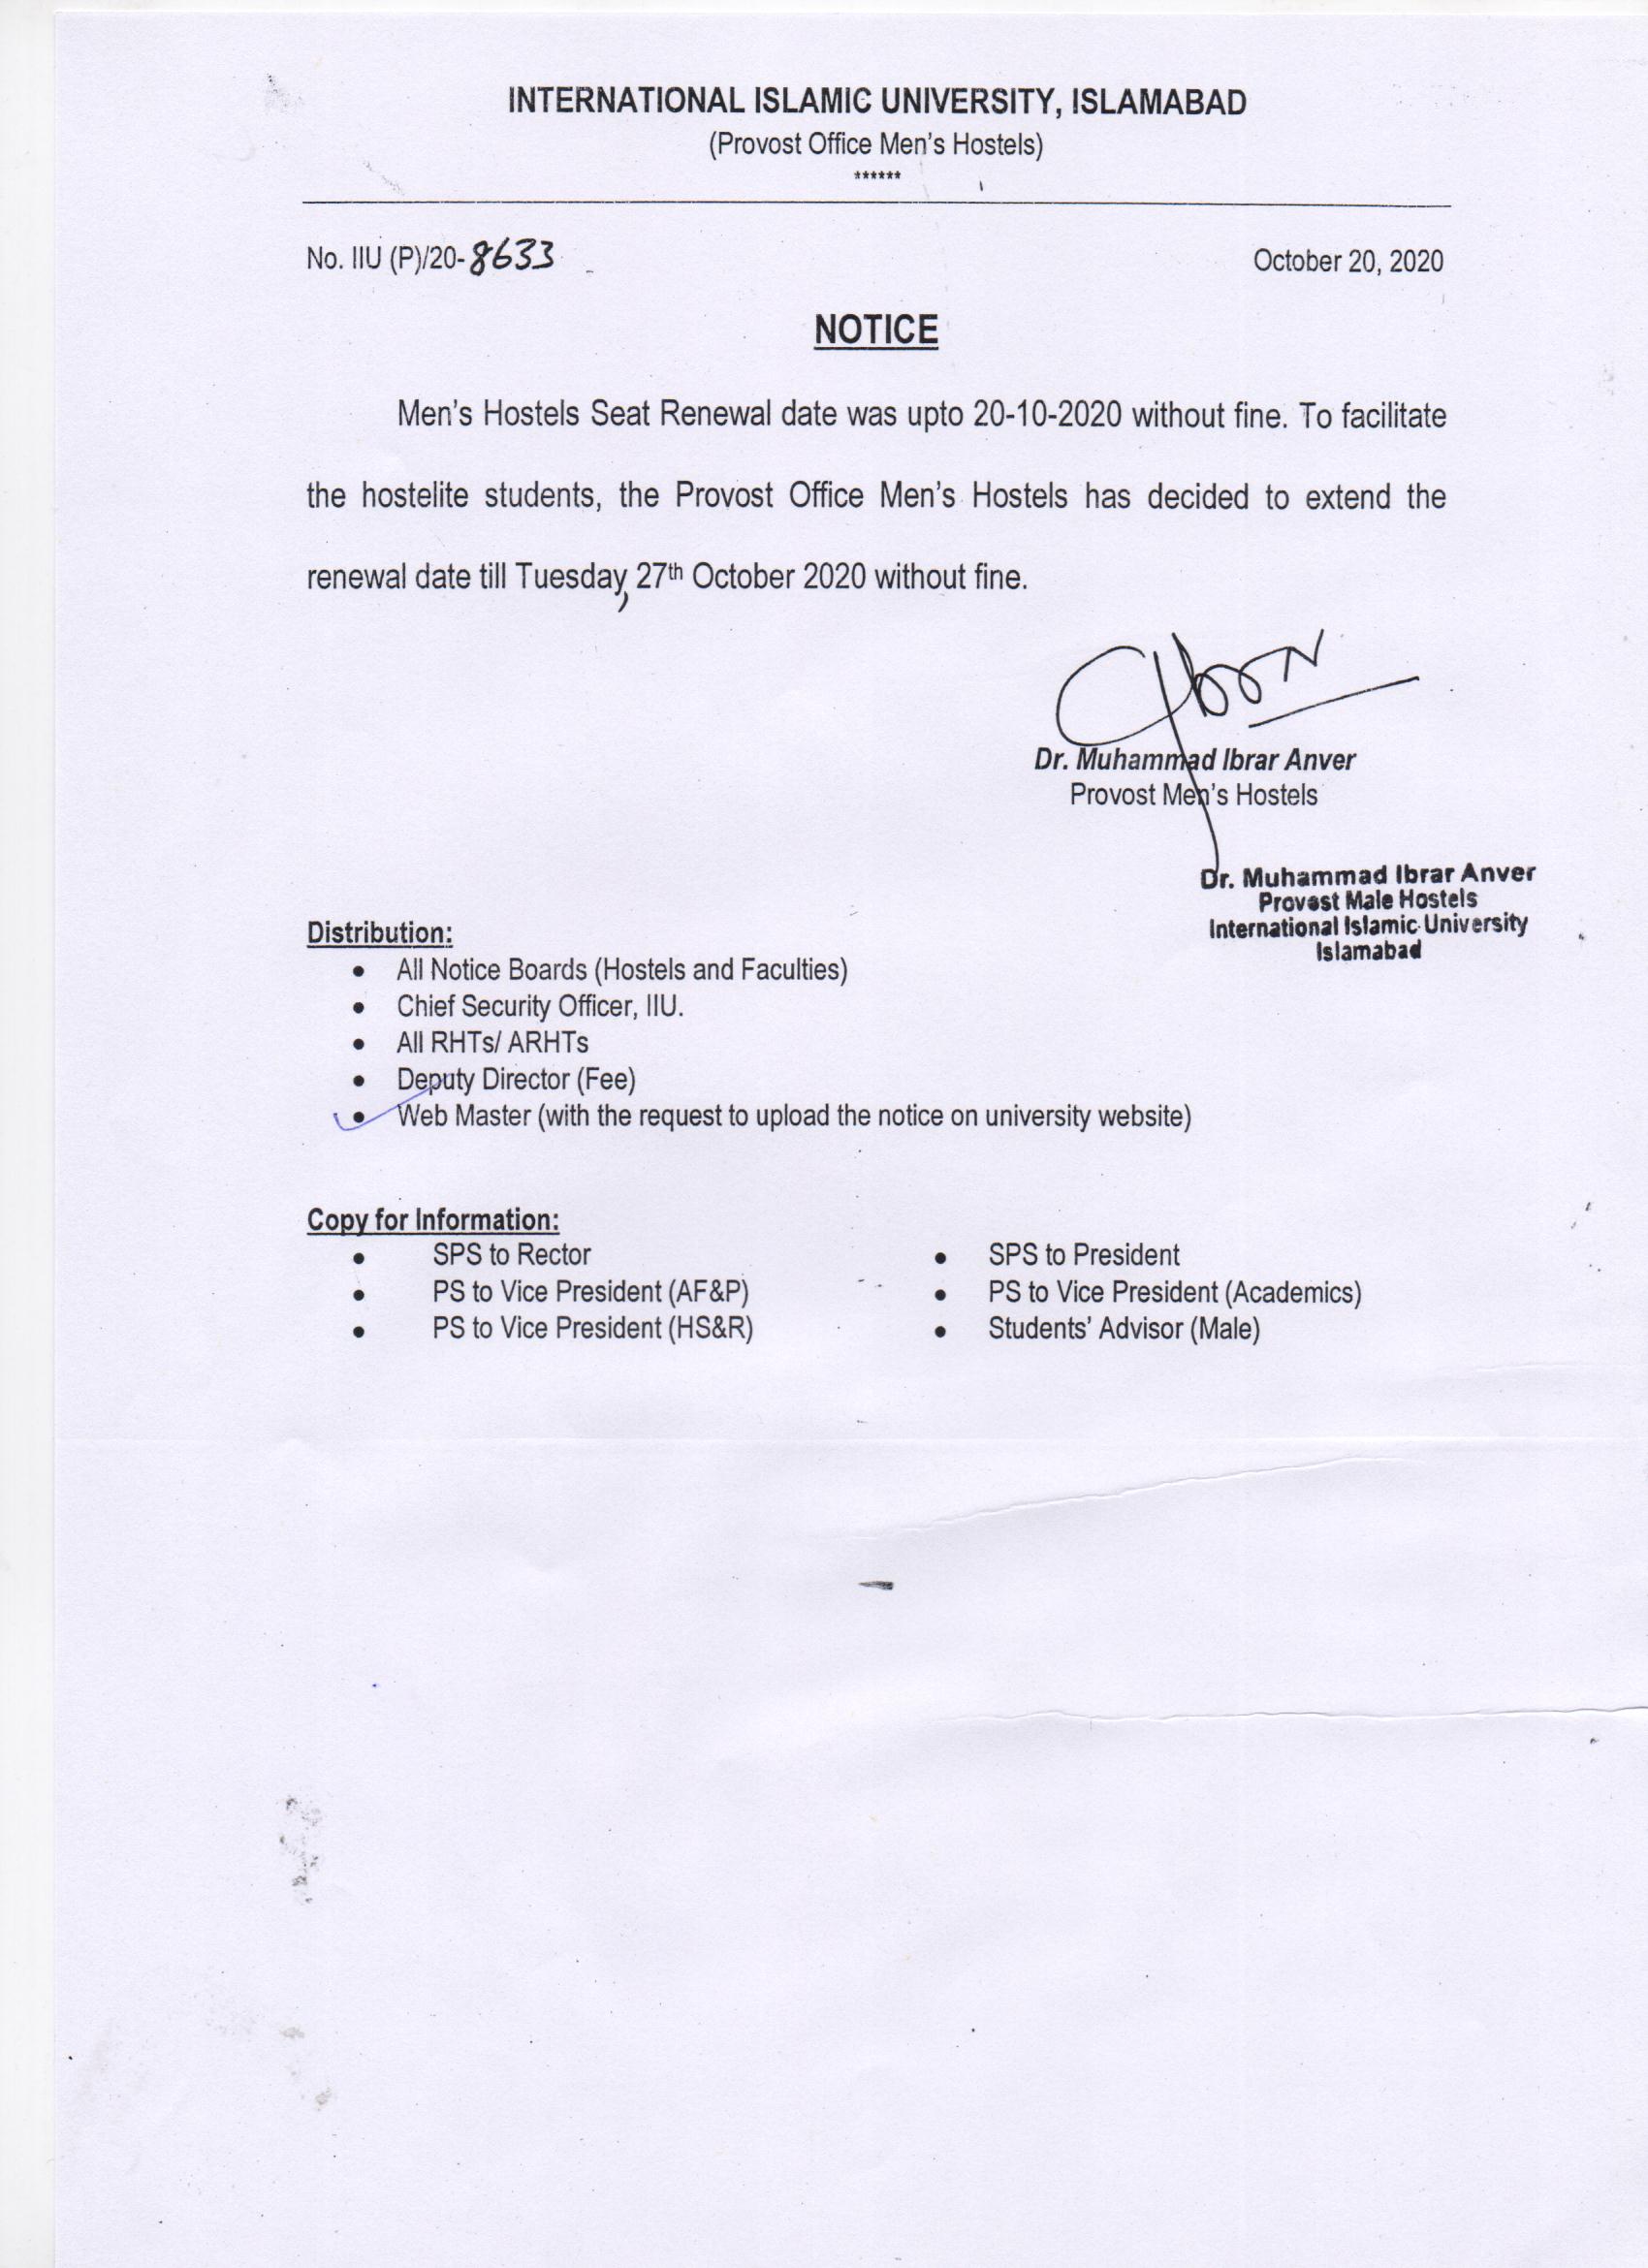 INTERNATIONAL ISLAMIC UNIVERSITY, ISLAMABAD
(Provost Office Men's Hostels)
******
No. IIU (P)/20-8633
October 20, 2020
NOTICE
Men's Hostels Seat Renewal date was upto 20-10-2020 without fine. To facilitate
the hostelite students, the Provost Office Men's Hostels has decided to extend the
renewal date till Tuesday, 27th October 2020 without fine.
Dr. Muhammad Ibrar Anver
Provost Men's Hostels
Dr. Muhammad Ibrar Anver
Provost Male Hostels
International Islamic University
Islamabad
Distribution:
• All Notice Boards (Hostels and Faculties)
• Chief Security Officer, IIU.
• All RHTs/ ARHTs
• Deputy Director (Fee)
• Web Master (with the request to upload the notice on university website)
Copy for Information:
• SPS to Rector
• PS to Vice President (AF&P)
• PS to Vice President (HS&R)
• SPS to President
• PS to Vice President (Academics)
• Students' Advisor (Male)